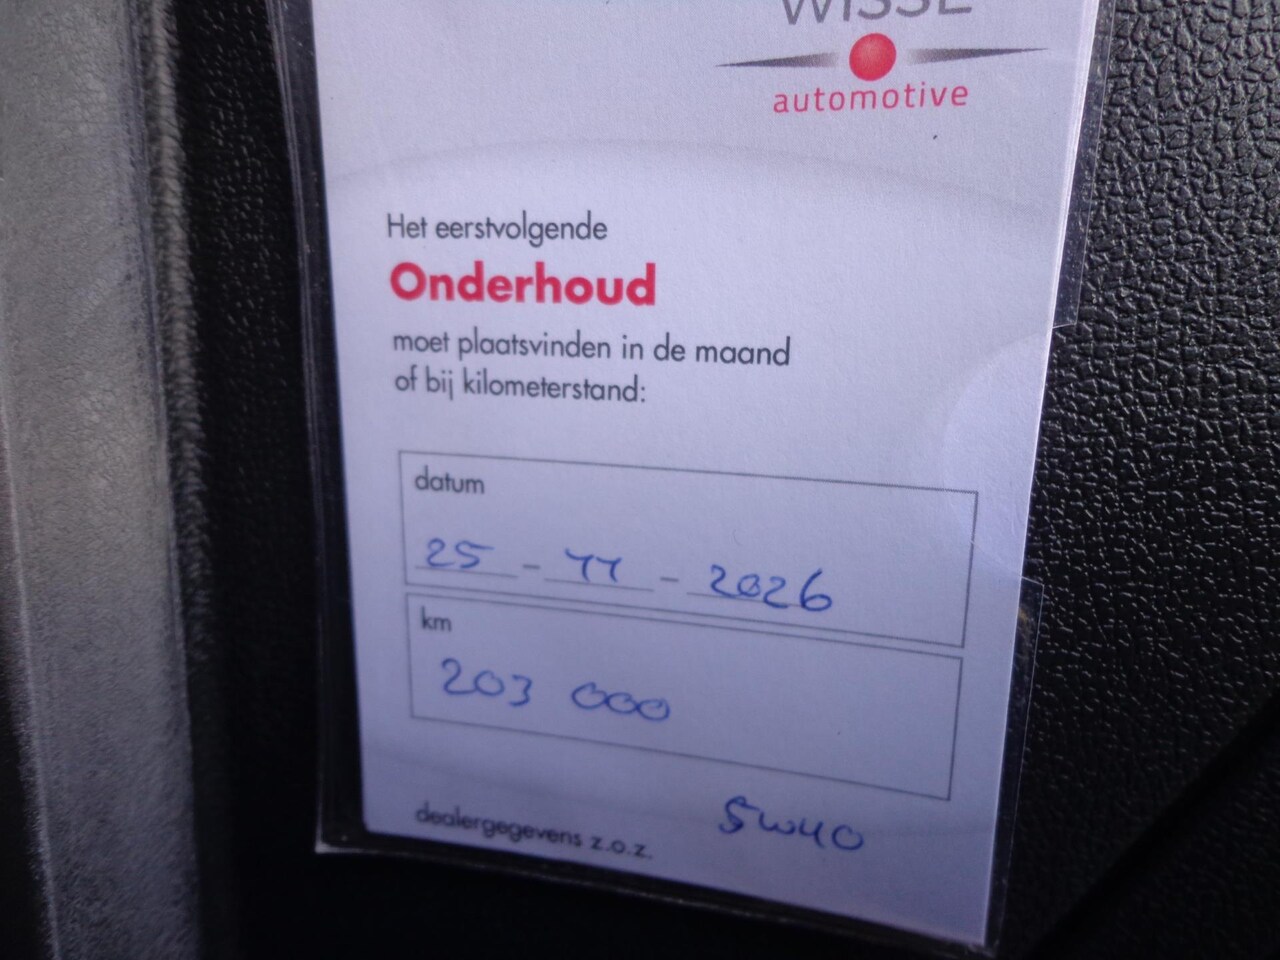 WISSE
automotive
Het eerstvolgende
Onderhoud
moet plaatsvinden in de maand
of bij kilometerstand:
datum
25 - 11 - 2026
km
203 000
5W40
dealergegevens z.o.z.